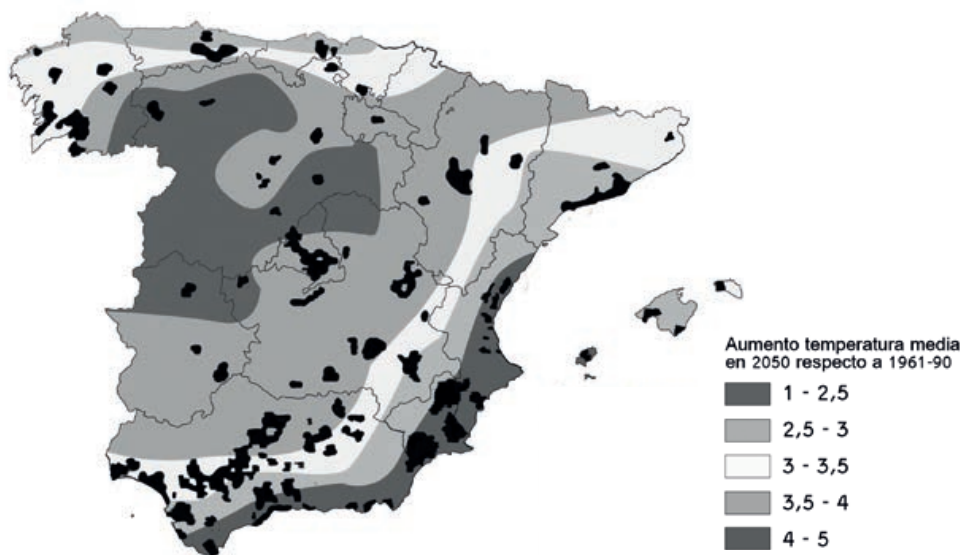 Aumento temperatura media
en 2050 respecto a 1961-90
1 - 2,5
2,5 - 3
3 - 3,5
3,5 - 4
4 - 5